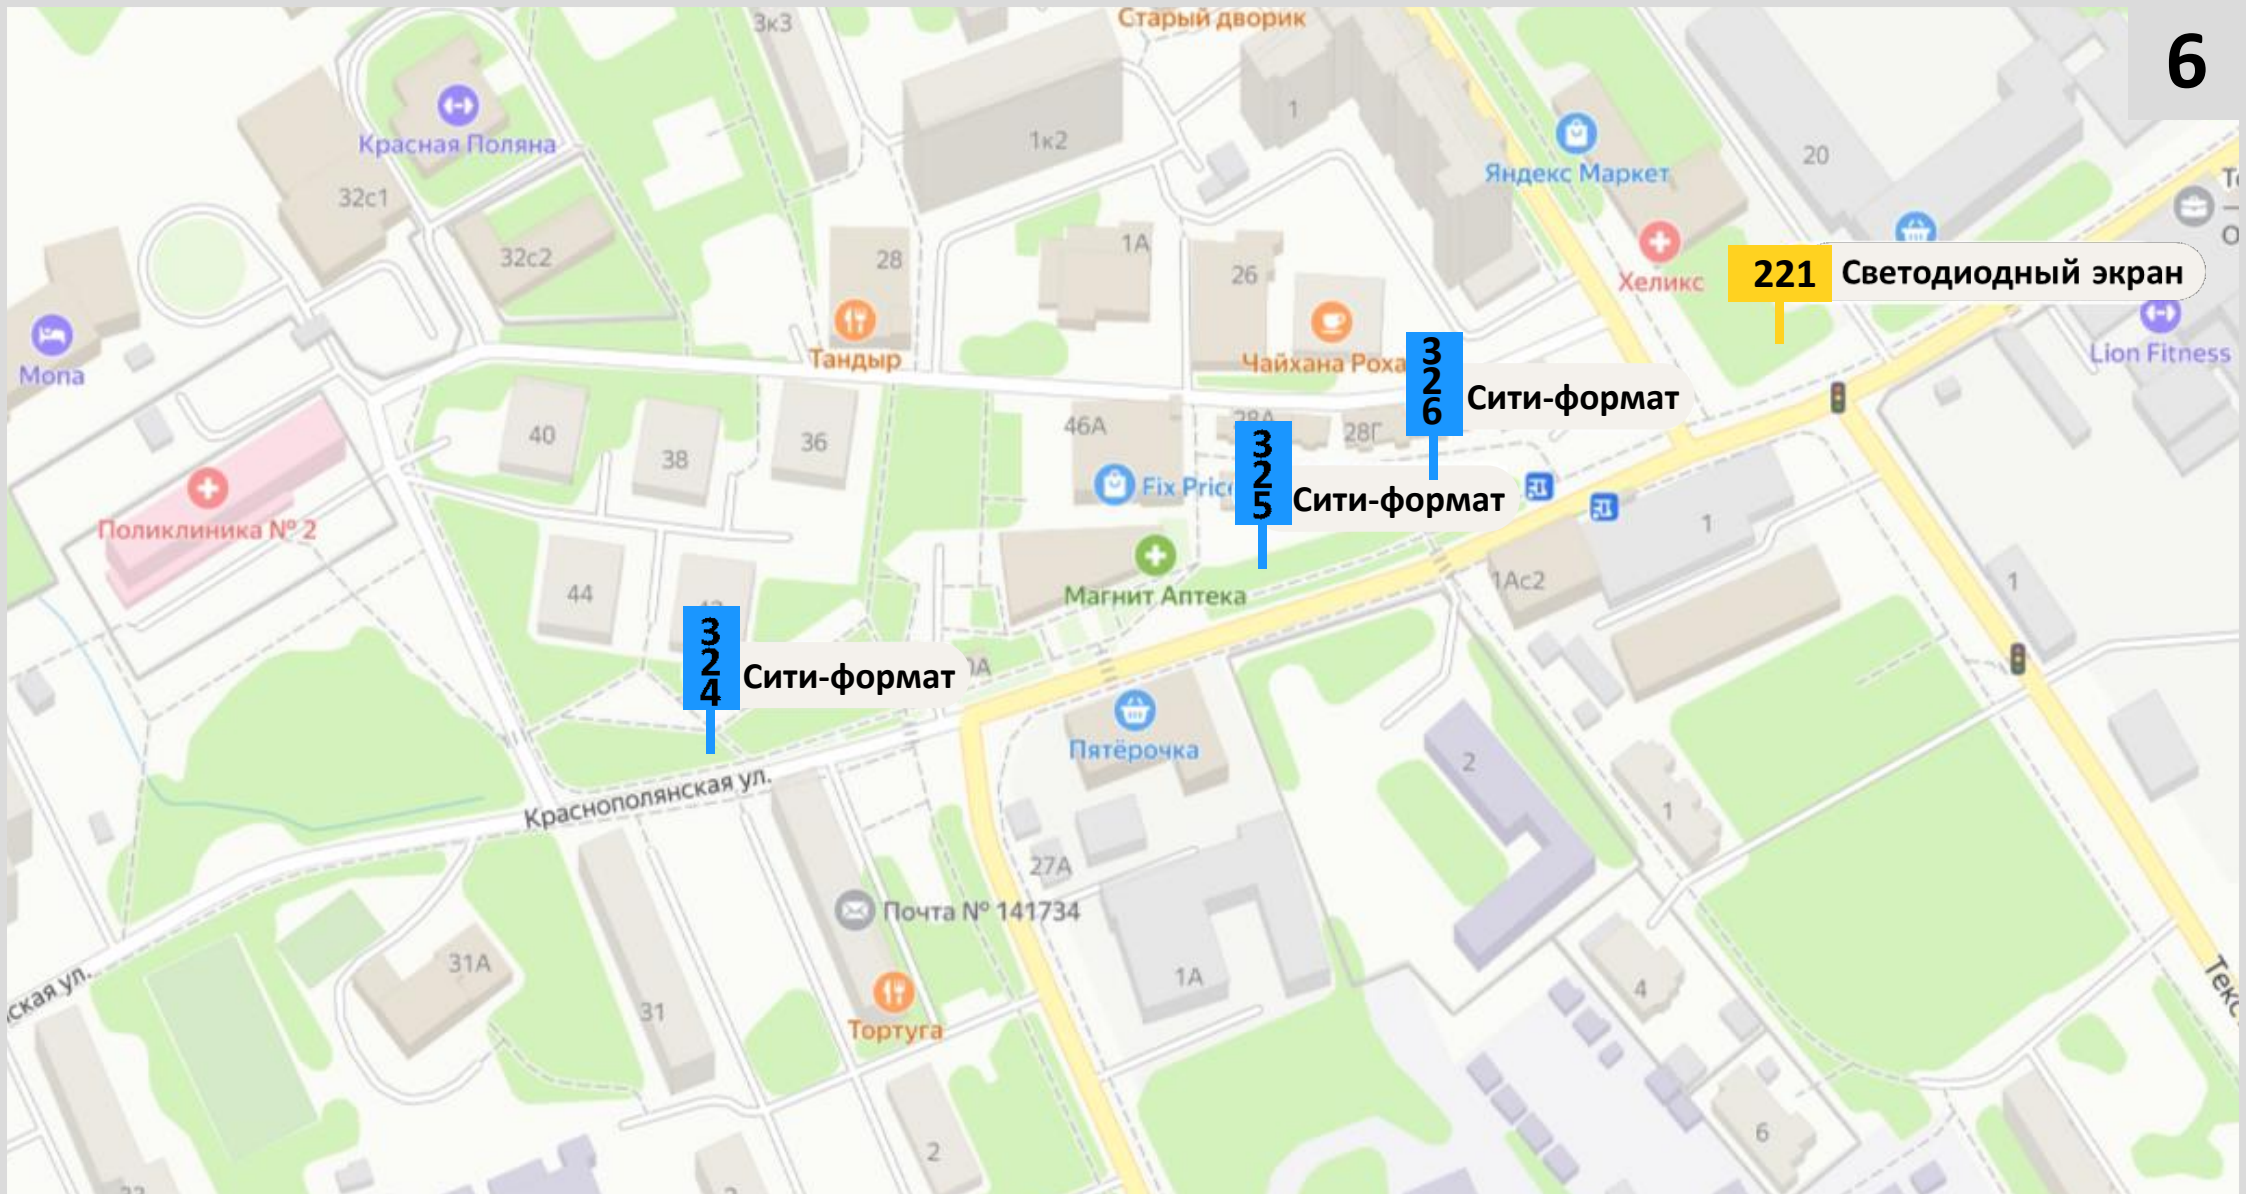 3к3
Старый дворик
6
Красная Поляна
1к2
1
Яндекс Маркет
20
32с1
32с2
28
1А
26
Хеликс
221
Светодиодный экран
Мопа
Тандыр
Чайхана Роха
Lion Fitness
326
Сити-формат
40
38
36
46А
28А
28Г
Fix Price
325
Сити-формат
Поликлиника № 2
44
Магнит Аптека
1Ас2
1
1
324
Сити-формат
Пятёрочка
2
Краснополянская ул.
1
27А
Почта № 141734
31А
31
1А
4
ская ул.
Тортуга
Текс
2
6